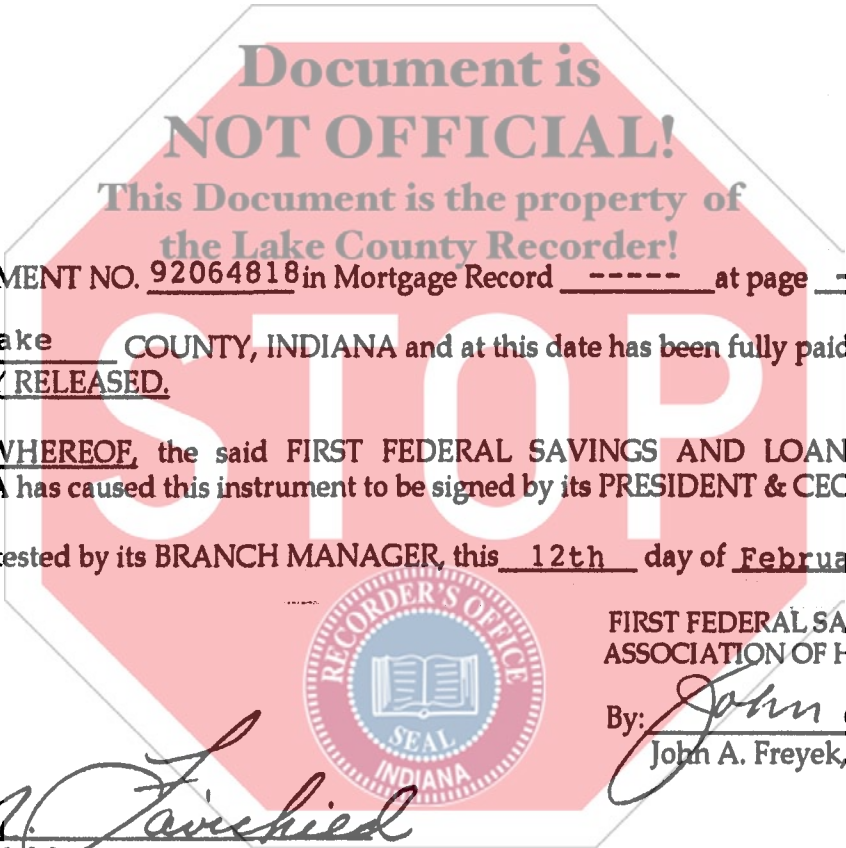 Document is
NOT OFFICIAL!
This Document is the property of
the Lake County Recorder!
MENT NO. 92064818 in Mortgage Record ----- at page
ake COUNTY, INDIANA and at this date has been fully paid
RELEASED.
WHEREOF, the said FIRST FEDERAL SAVINGS AND LOAN
A has caused this instrument to be signed by its PRESIDENT & CEO
ested by its BRANCH MANAGER, this 12th day of Februa
STOP
FIRST FEDERAL SA
ASSOCIATION OF H
RECORDER'S OFFICE
SEAL
INDIANA
By: John
John A. Freyek,
Fairchied